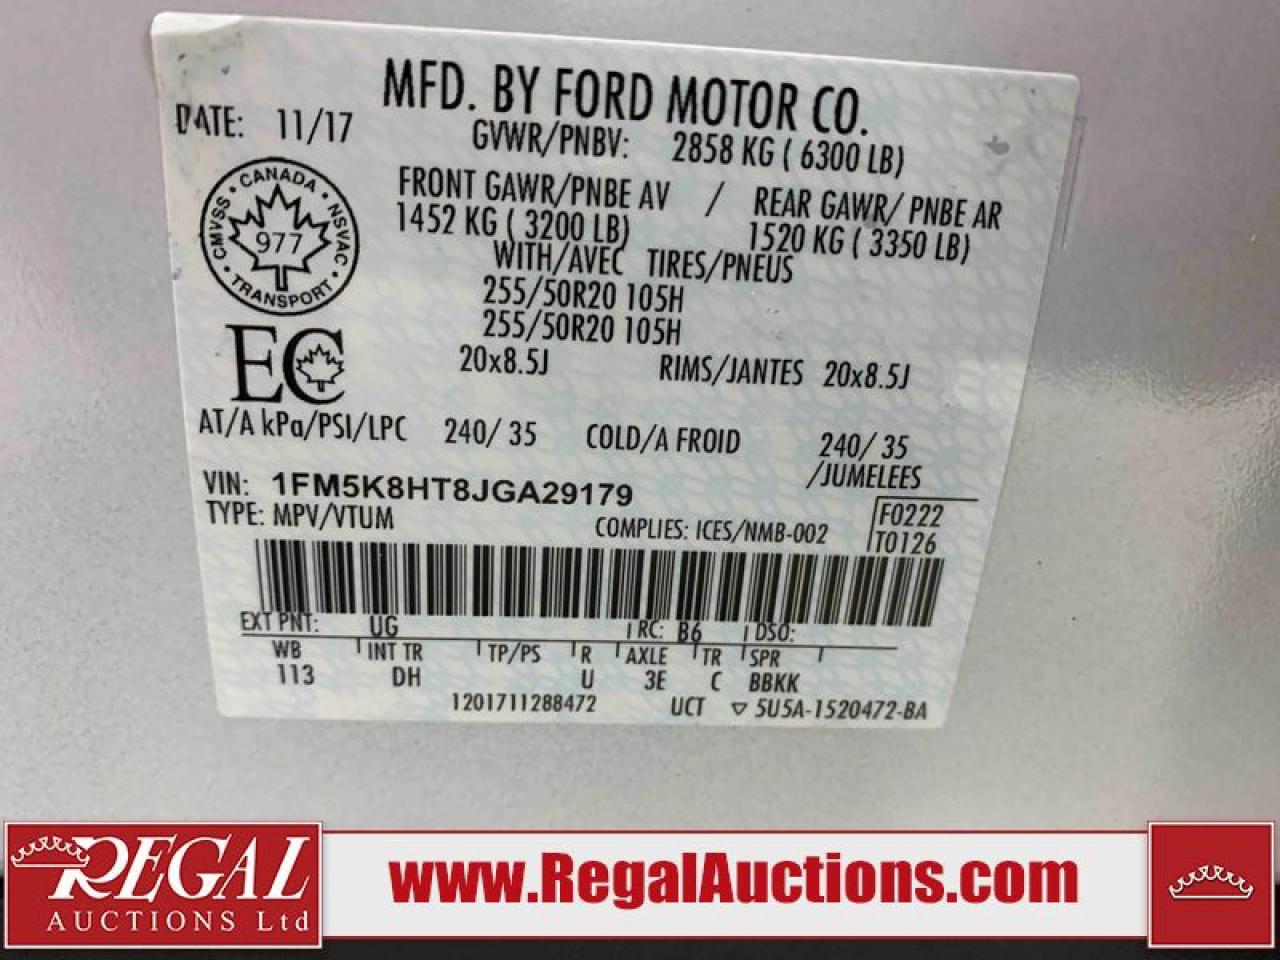 MFD. BY FORD MOTOR CO.
DATE: 11/17
GVWR/PNBV: 2858 KG ( 6300 LB)
FRONT GAWR/PNBE AV / REAR GAWR/ PNBE AR
1452 KG ( 3200 LB) 1520 KG ( 3350 LB)
WITH/AVEC TIRES/PNEUS
255/50R20 105H
255/50R20 105H
20x8.5J RIMS/JANTES 20x8.5J
CANADA
CMVSS NSVAC
977
TRANSPORT
EC
AT/A kPa/PSI/LPC 240/ 35 COLD/A FROID 240/ 35
/JUMELEES
VIN: 1FM5K8HT8JGA29179
TYPE: MPV/VTUM
COMPLIES: ICES/NMB-002
F0222
T0126
EXT PNT: UG RC: B6 DSO:
WB INT TR TP/PS R AXLE TR SPR
113 DH U 3E C BBKK
1201711288472 UCT ▽ 5U5A-1520472-BA
REGAL
AUCTIONS Ltd
www.RegalAuctions.com